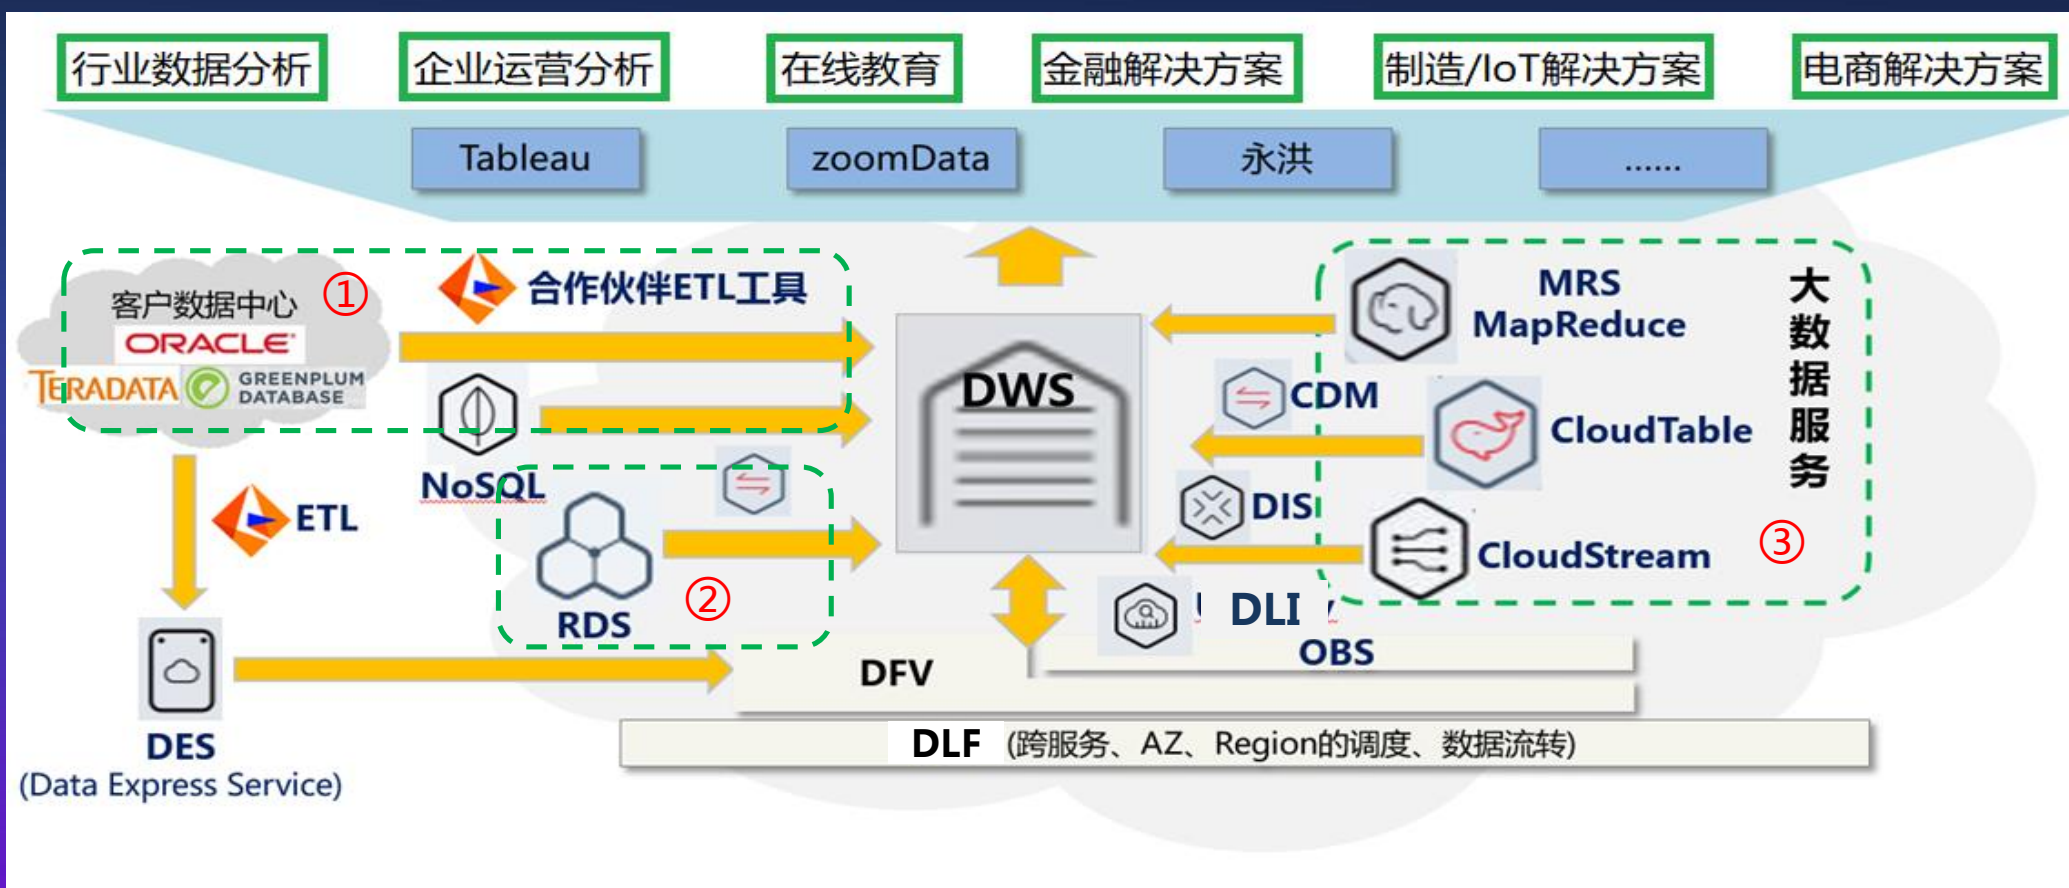 行业数据分析
企业运营分析
在线教育
金融解决方案
制造/IoT解决方案
电商解决方案
Tableau
zoomData
永洪
......
客户数据中心
①
ORACLE
TERADATA
GREENPLUM
DATABASE
合作伙伴ETL工具
NoSQL
ETL
RDS
②
DWS
MRS
MapReduce
CDM
CloudTable
DIS
CloudStream
大数据服务
③
DLI
OBS
DFV
DES
(Data Express Service)
DLF (跨服务、AZ、Region的调度、数据流转)